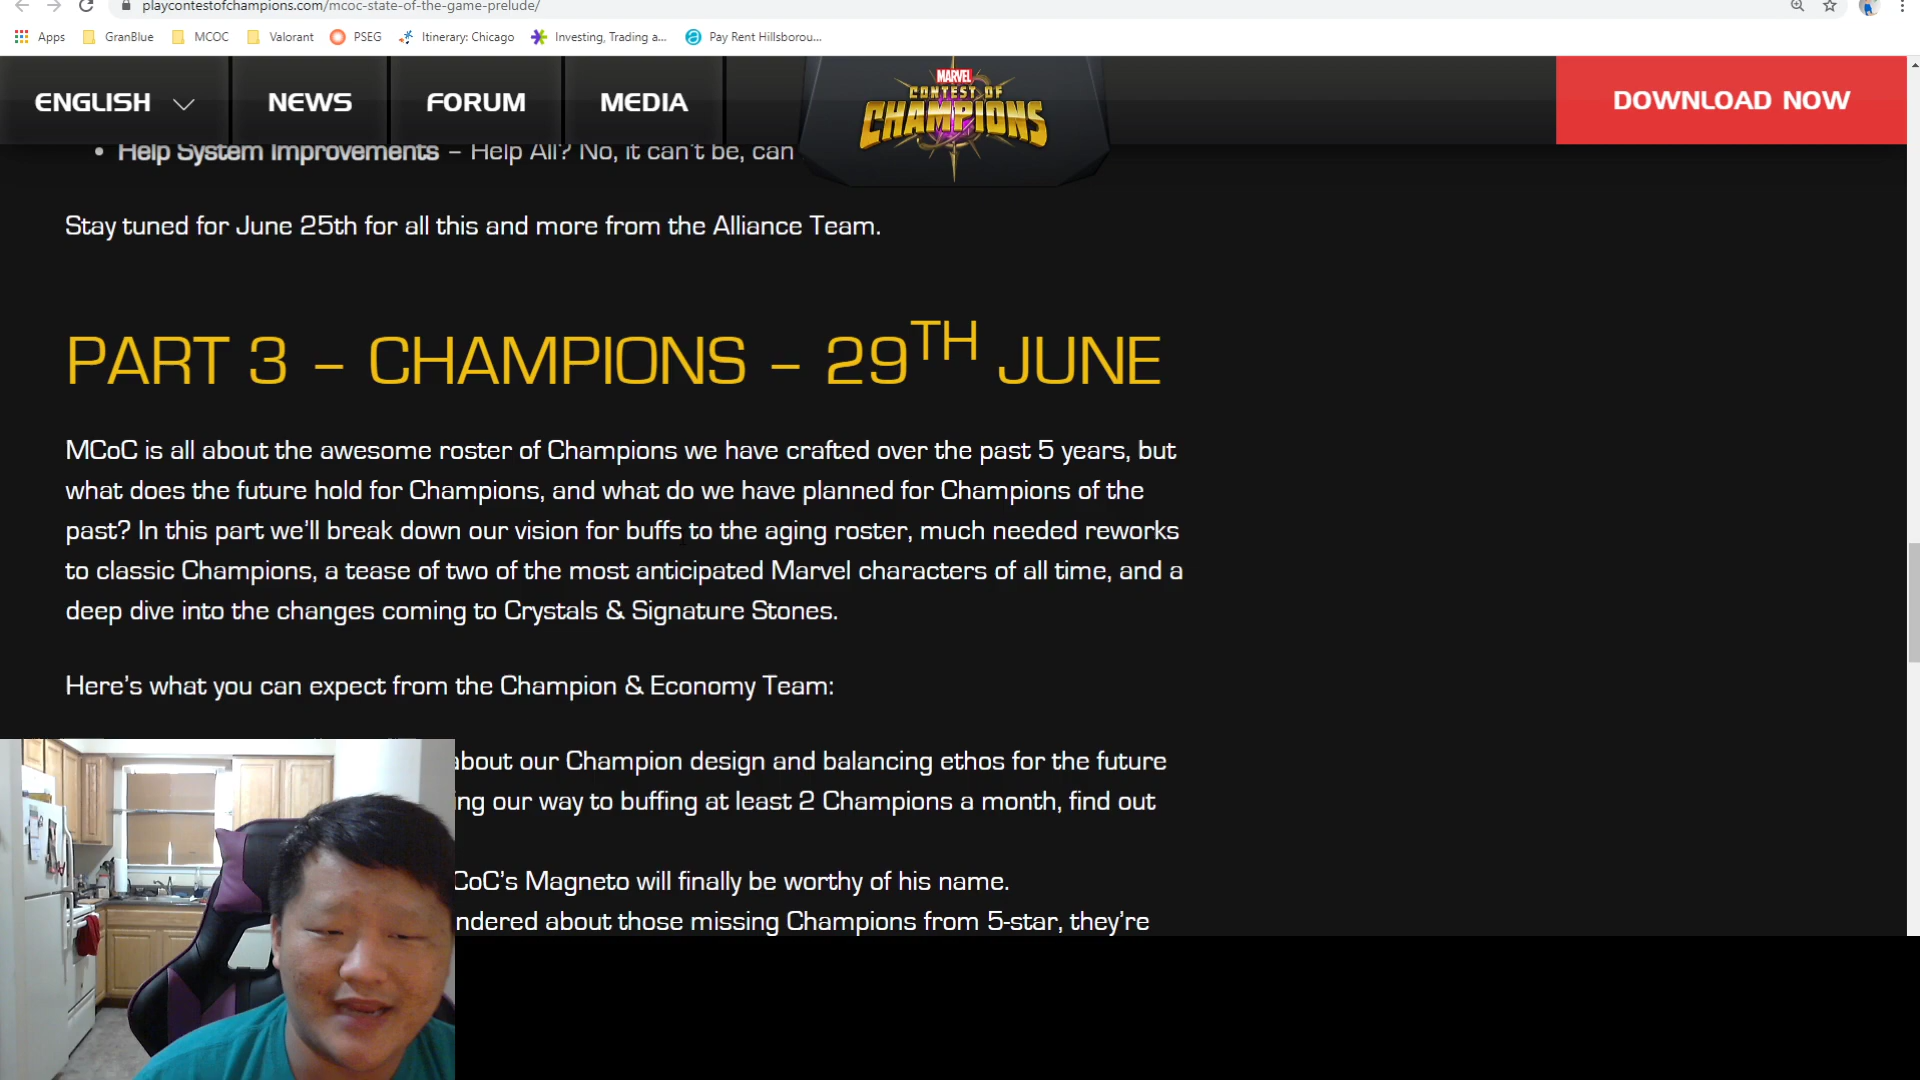 playcontestofchampions.com/mcoc-state-of-the-game-prelude/
Apps GranBlue MCOC Valorant PSEG Itinerary: Chicago Investing, Trading a... Pay Rent Hillsborou...
ENGLISH NEWS FORUM MEDIA MARVEL CONTEST OF CHAMPIONS DOWNLOAD NOW
• Help System Improvements – Help All? No, it can't be, can
Stay tuned for June 25th for all this and more from the Alliance Team.
PART 3 – CHAMPIONS – 29TH JUNE
MCoC is all about the awesome roster of Champions we have crafted over the past 5 years, but
what does the future hold for Champions, and what do we have planned for Champions of the
past? In this part we'll break down our vision for buffs to the aging roster, much needed reworks
to classic Champions, a tease of two of the most anticipated Marvel characters of all time, and a
deep dive into the changes coming to Crystals & Signature Stones.
Here's what you can expect from the Champion & Economy Team:
about our Champion design and balancing ethos for the future
ing our way to buffing at least 2 Champions a month, find out
CoC's Magneto will finally be worthy of his name.
ndered about those missing Champions from 5-star, they're